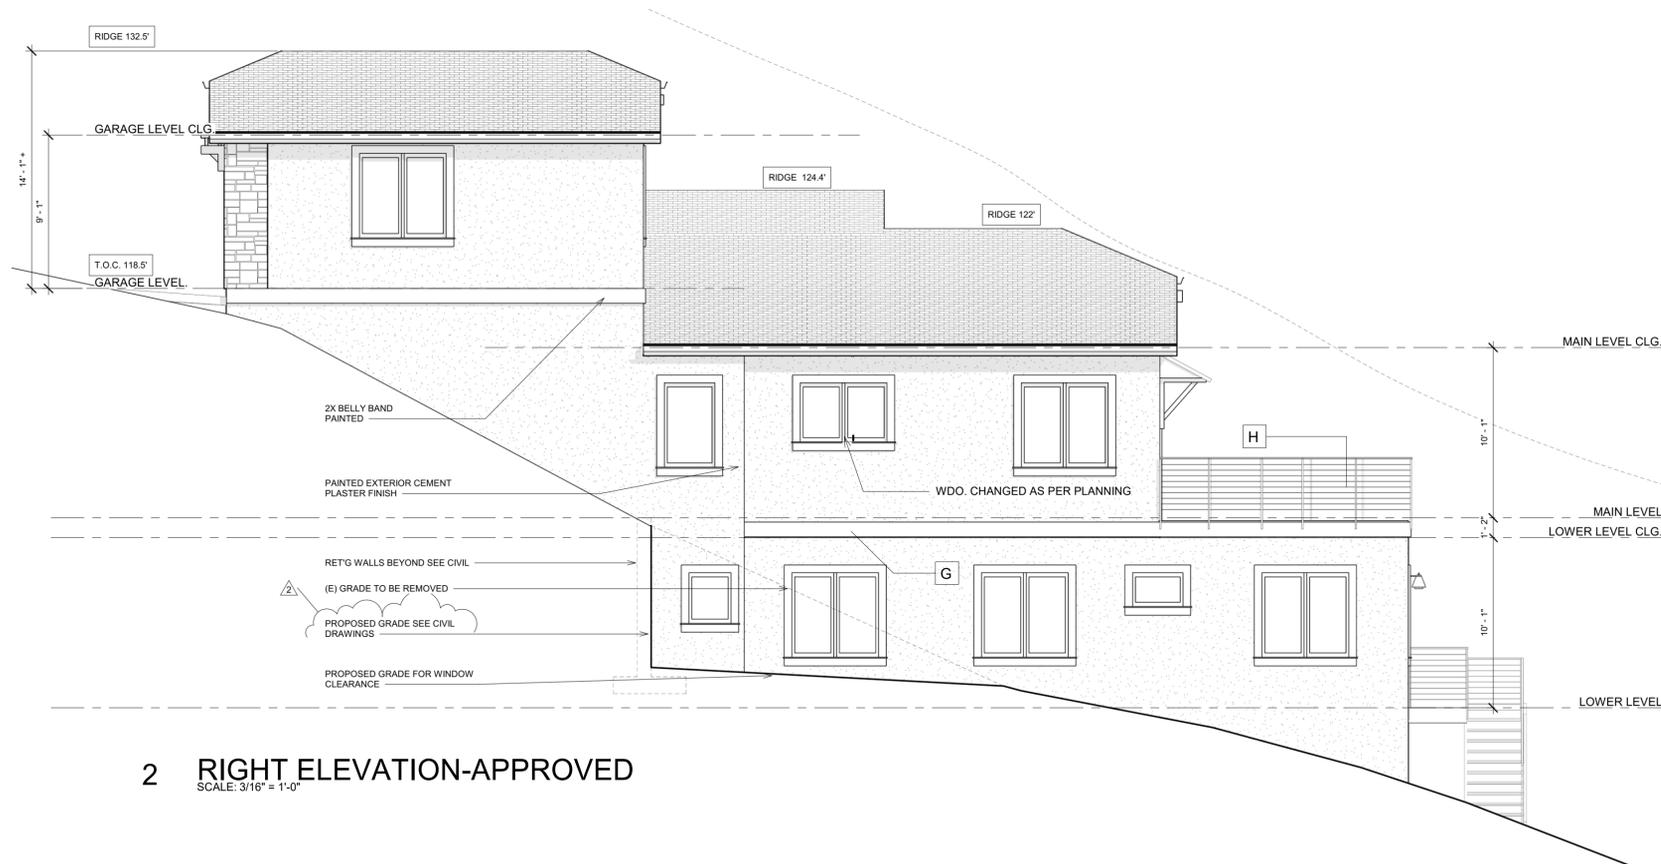 RIDGE 132.5'
GARAGE LEVEL CLG.
14' - 1" +
9' - 1"
RIDGE 124.4'
RIDGE 122'
T.O.C. 118.5'
GARAGE LEVEL.
MAIN LEVEL CLG.
2X BELLY BAND
PAINTED
10' - 1"
H
PAINTED EXTERIOR CEMENT
PLASTER FINISH
WDO. CHANGED AS PER PLANNING
MAIN LEVEL
1' - 2"
LOWER LEVEL CLG.
RET'G WALLS BEYOND SEE CIVIL
G
2
(E) GRADE TO BE REMOVED
PROPOSED GRADE SEE CIVIL
DRAWINGS
10' - 1"
PROPOSED GRADE FOR WINDOW
CLEARANCE
LOWER LEVEL
2 RIGHT ELEVATION-APPROVED
SCALE: 3/16" = 1'-0"